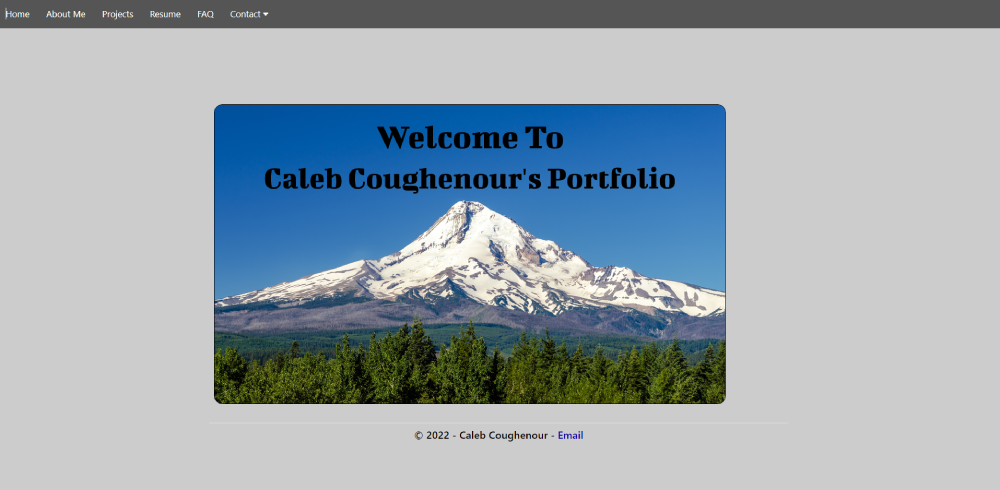 Home About Me Projects Resume FAQ Contact
Welcome To
Caleb Coughenour's Portfolio
© 2022 - Caleb Coughenour - Email